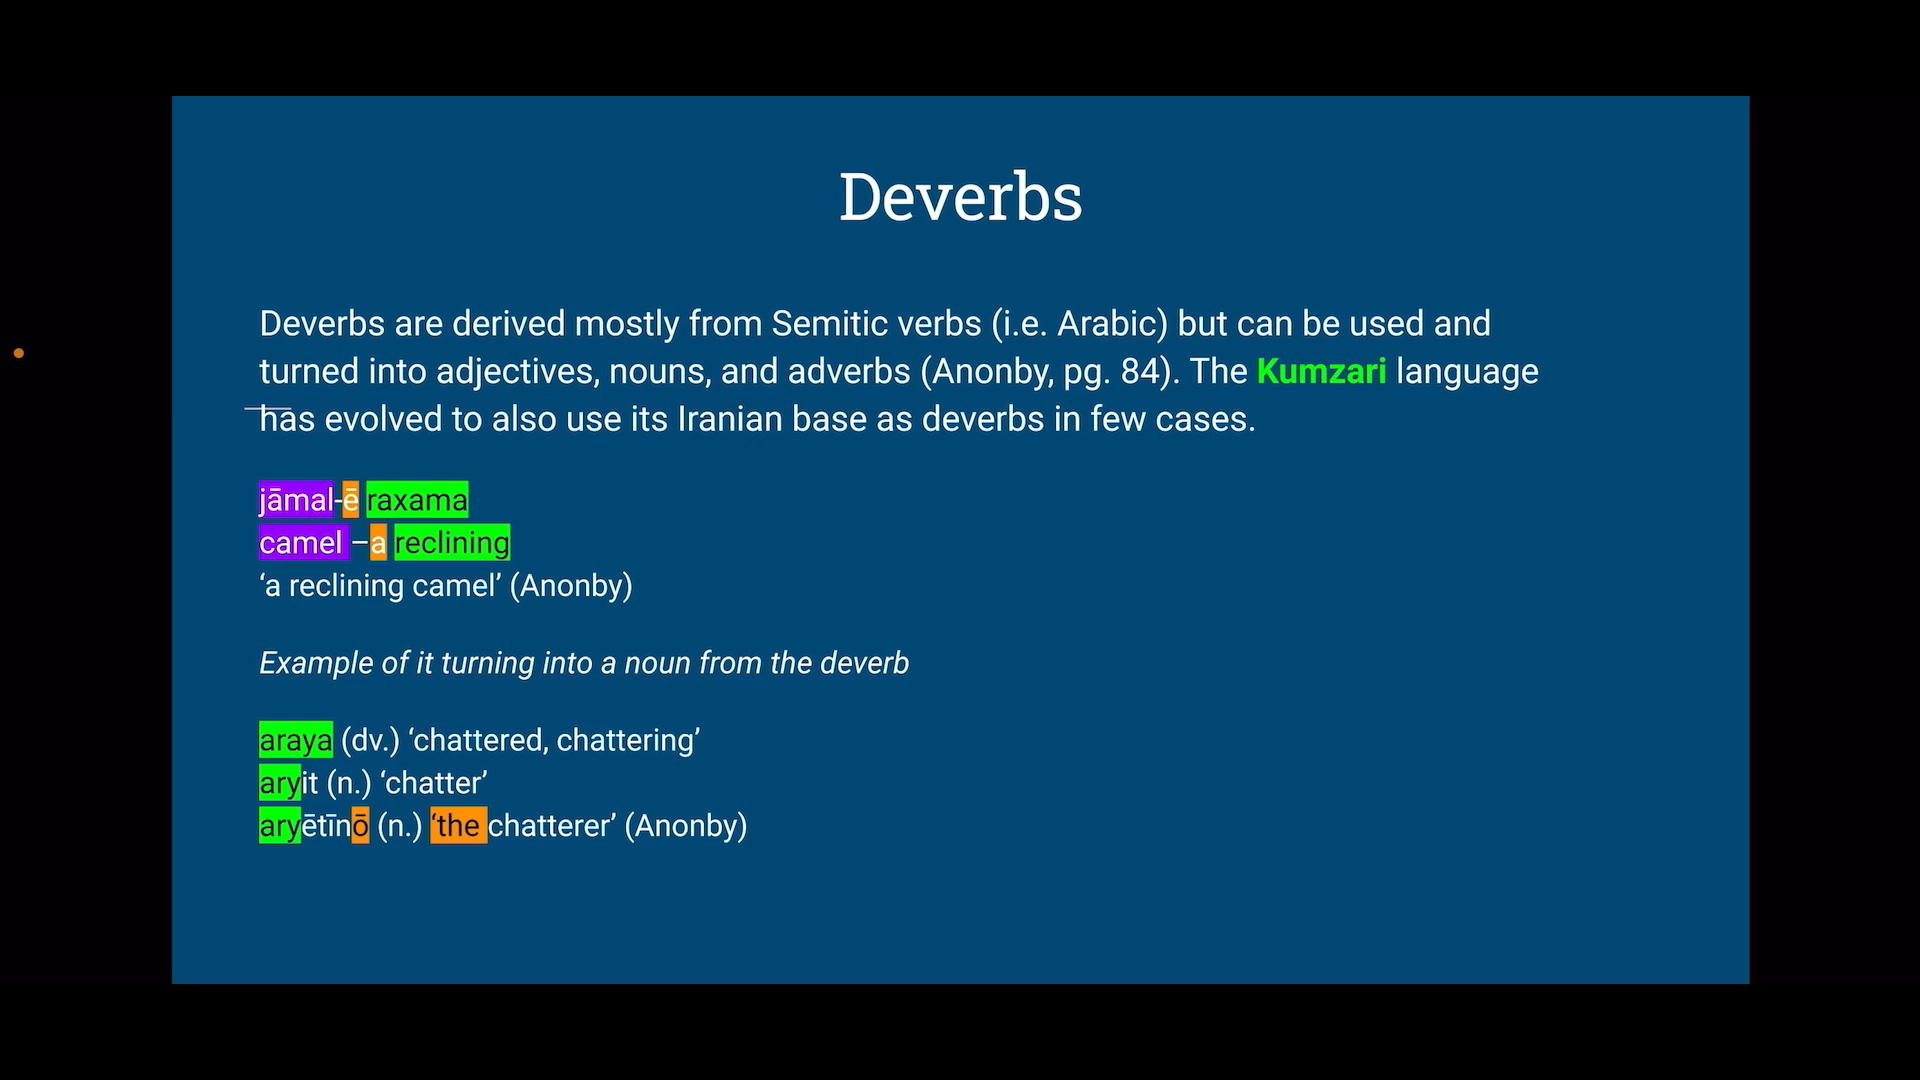 Deverbs
Deverbs are derived mostly from Semitic verbs (i.e. Arabic) but can be used and
turned into adjectives, nouns, and adverbs (Anonby, pg. 84). The Kumzari language
has evolved to also use its Iranian base as deverbs in few cases.
jāmal-ē raxama
camel –a reclining
‘a reclining camel’ (Anonby)
Example of it turning into a noun from the deverb
araya (dv.) ‘chattered, chattering’
aryit (n.) ‘chatter’
aryētīnō (n.) ‘the chatterer’ (Anonby)